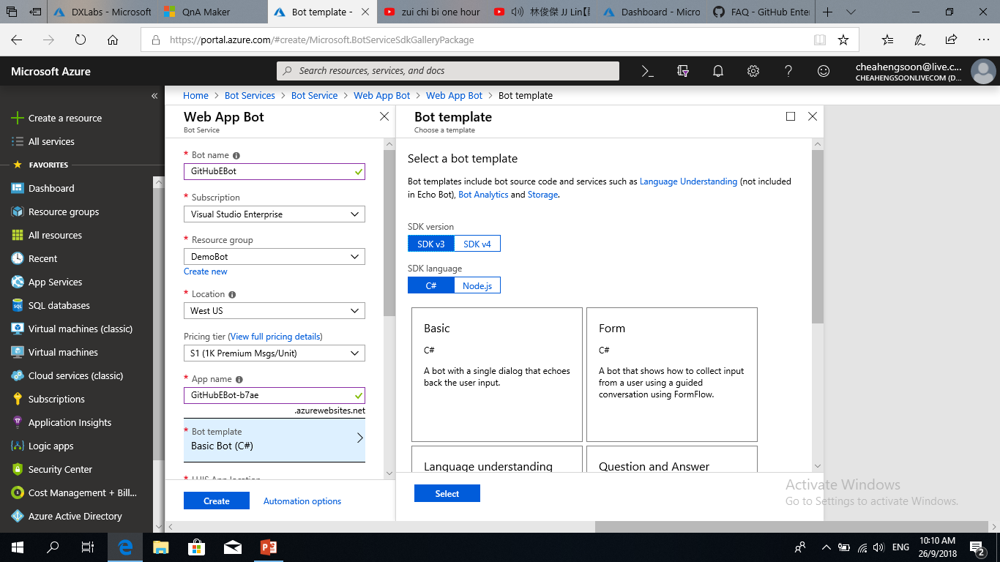 DXLabs - Microsoft
QnA Maker
Bot template -
zui chi bi one hour
林俊傑 JJ Lin
Dashboard - Micro
FAQ - GitHub Enter
https://portal.azure.com/#create/Microsoft.BotServiceSdkGalleryPackage
Microsoft Azure
Search resources, services, and docs
cheahengsoon@live.c...
CHEAHENGSOONLIVECOM (D...
Home > Bot Services > Bot Service > Web App Bot > Web App Bot > Bot template
Create a resource
All services
FAVORITES
Dashboard
Resource groups
All resources
Recent
App Services
SQL databases
Virtual machines (classic)
Virtual machines
Cloud services (classic)
Subscriptions
Application Insights
Logic apps
Security Center
Cost Management + Bill...
Azure Active Directory
Web App Bot
Bot Service
* Bot name
GitHubEBot
* Subscription
Visual Studio Enterprise
* Resource group
DemoBot
Create new
* Location
West US
Pricing tier (View full pricing details)
S1 (1K Premium Msgs/Unit)
* App name
GitHubEBot-b7ae
.azurewebsites.net
* Bot template
Basic Bot (C#)
* LUIS App location
Create
Automation options
Bot template
Choose a template
Select a bot template
Bot templates include bot source code and services such as Language Understanding (not included
in Echo Bot), Bot Analytics and Storage.
SDK version
SDK v3
SDK v4
SDK language
C#
Node.js
Basic
C#
A bot with a single dialog that echoes
back the user input.
Form
C#
A bot that shows how to collect input
from a user using a guided
conversation using FormFlow.
Language understanding
Question and Answer
Select
Activate Windows
Go to Settings to activate Windows.
ENG
10:10 AM
26/9/2018
2